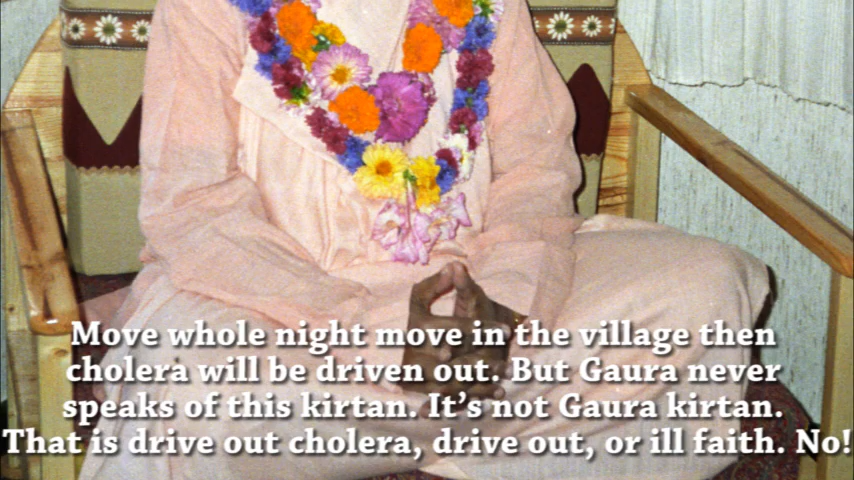 Move whole night move in the village then
cholera will be driven out. But Gaura never
speaks of this kirtan. It's not Gaura kirtan.
That is drive out cholera, drive out, or ill faith. No!